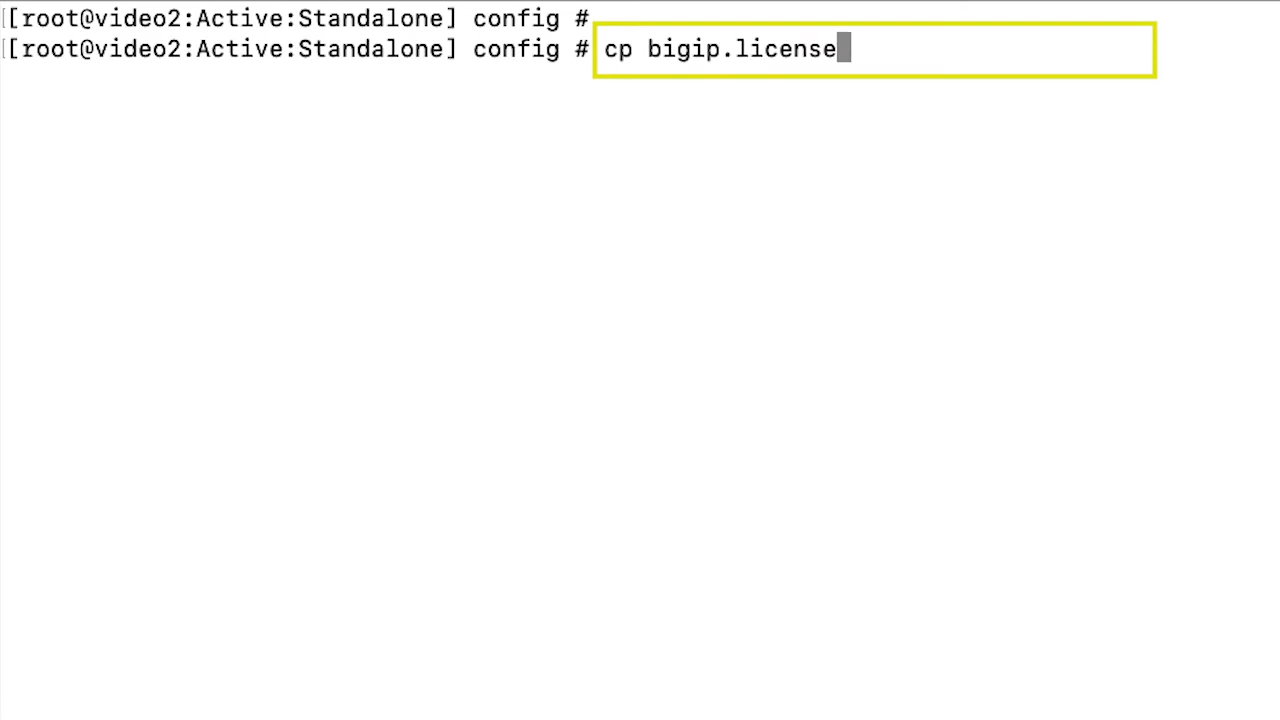 [[root@video2:Active:Standalone] config #
[[root@video2:Active:Standalone] config # cp bigip.license